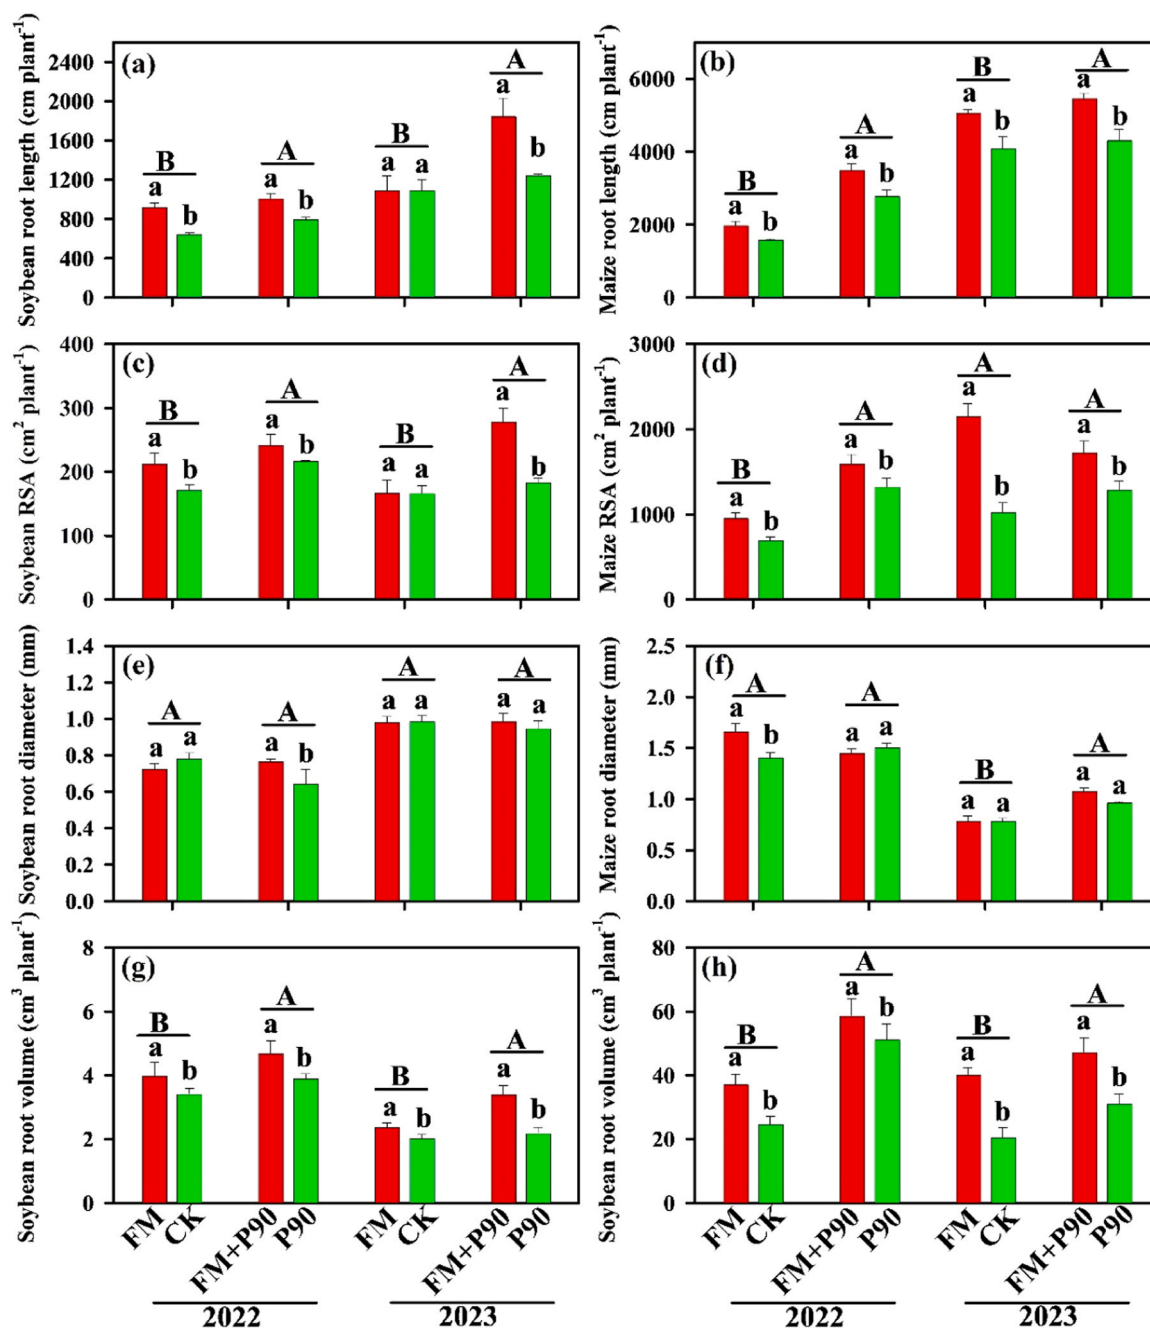 (a)
Soybean root length (cm plant⁻¹)
2400
2000
1600
1200
800
400
0
B
a
b
A
a
b
B
a
a
A
a
b
(b)
Maize root length (cm plant⁻¹)
6000
4000
2000
0
B
a
b
A
a
b
B
a
b
A
a
b
(c)
Soybean RSA (cm² plant⁻¹)
400
300
200
100
0
B
a
b
A
a
b
B
a
a
A
a
b
(d)
Maize RSA (cm² plant⁻¹)
3000
2000
1000
0
B
a
b
A
a
b
A
a
b
A
a
b
(e)
Soybean root diameter (mm)
1.4
1.2
1.0
0.8
0.6
0.4
0.2
0.0
A
a
a
A
a
b
A
a
a
A
a
a
(f)
Maize root diameter (mm)
2.5
2.0
1.5
1.0
0.5
0.0
A
a
b
A
a
a
B
a
a
A
a
a
(g)
Soybean root volume (cm³ plant⁻¹)
8
6
4
2
0
B
a
b
A
a
b
B
a
b
A
a
b
FM
CK
FM+P90
P90
FM
CK
FM+P90
P90
2022
2023
(h)
Soybean root volume (cm³ plant⁻¹)
80
60
40
20
0
B
a
b
A
a
b
B
a
b
A
a
b
FM
CK
FM+P90
P90
FM
CK
FM+P90
P90
2022
2023